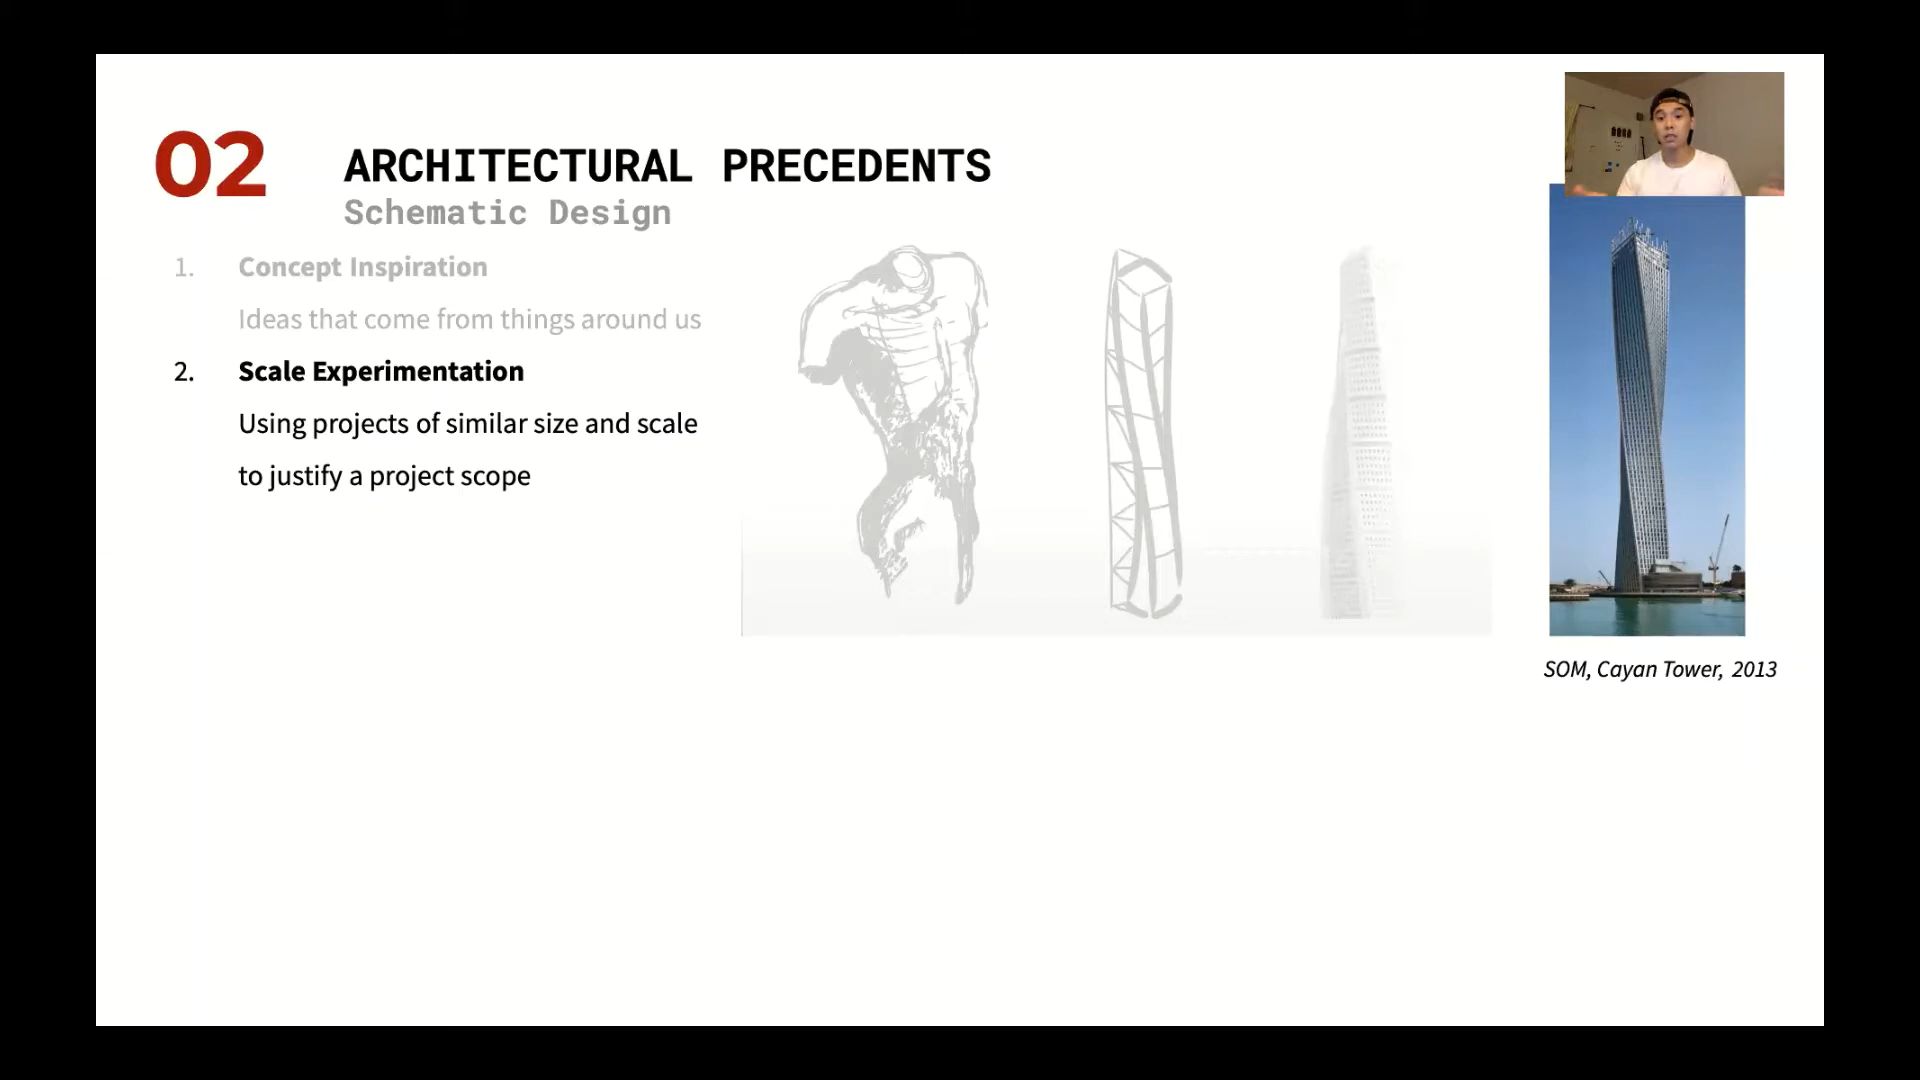 02
ARCHITECTURAL PRECEDENTS
Schematic Design
1. Concept Inspiration
Ideas that come from things around us
2. Scale Experimentation
Using projects of similar size and scale
to justify a project scope
SOM, Cayan Tower, 2013